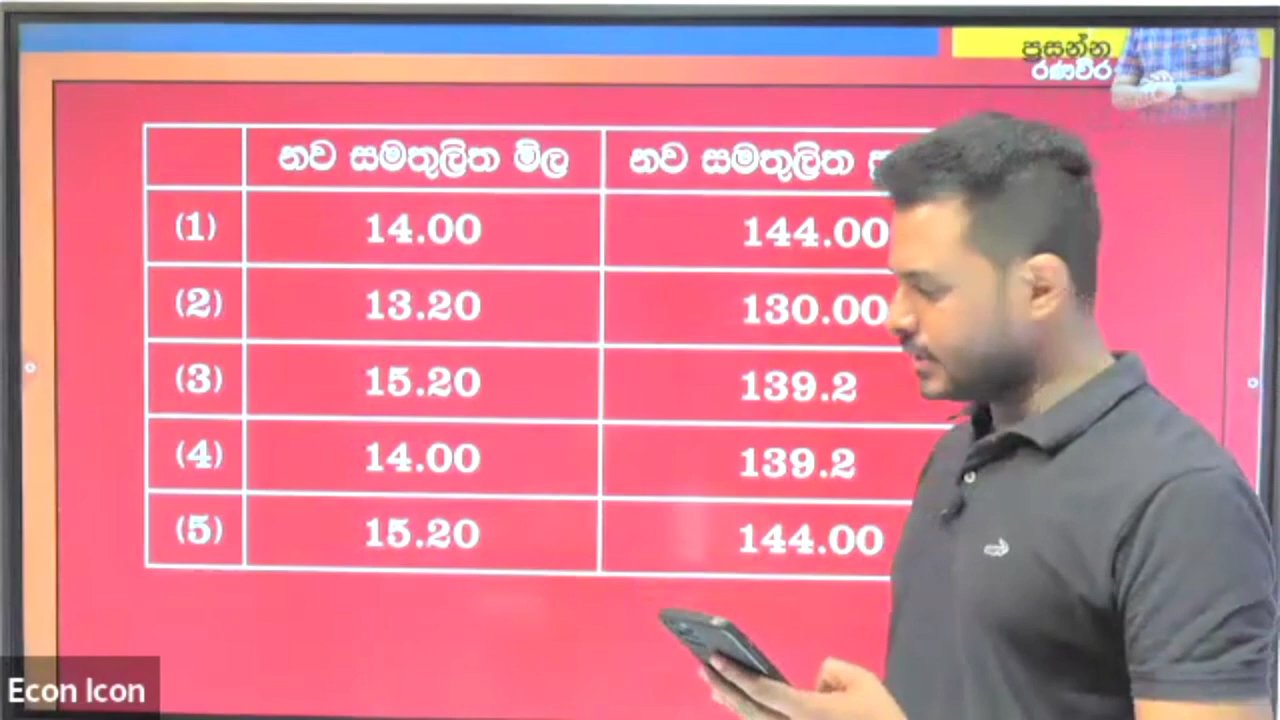 ප්‍රසන්න
රණවීර
නව සමතුලිත මිල නව සමතුලිත
(1) 14.00 144.00
(2) 13.20 130.00
(3) 15.20 139.2
(4) 14.00 139.2
(5) 15.20 144.00
Econ Icon